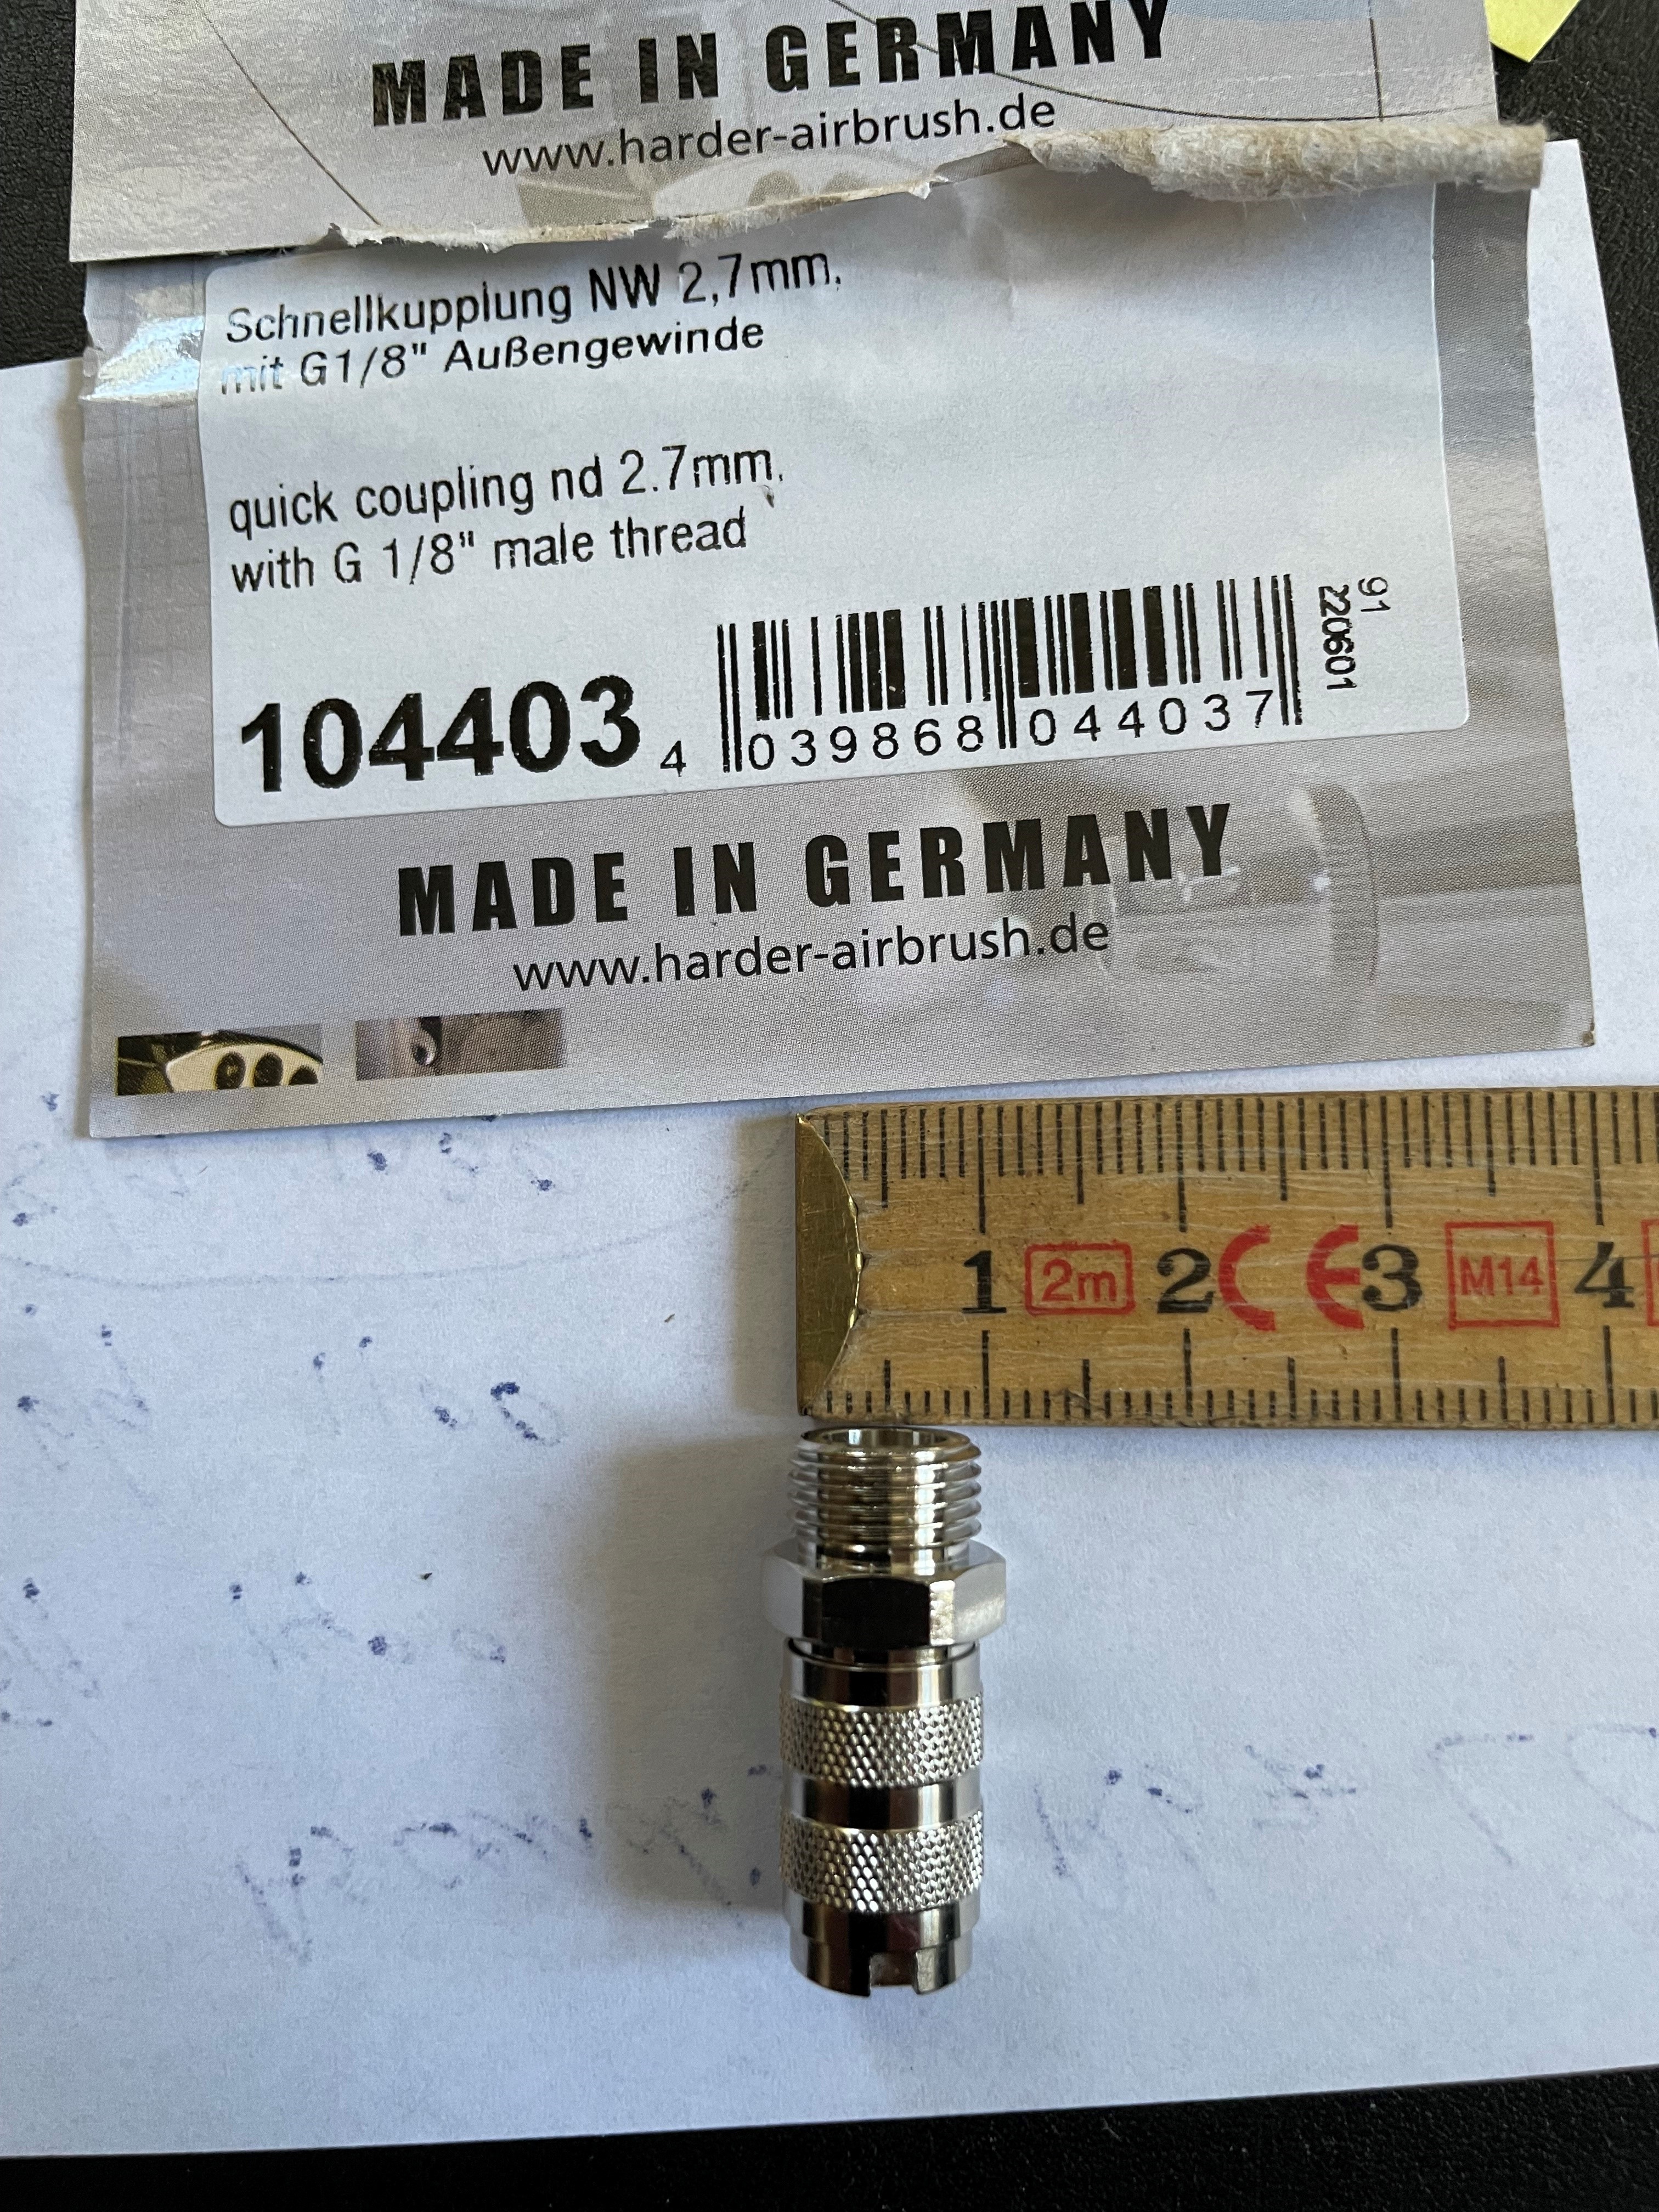 MADE IN GERMANY
www.harder-airbrush.de
Schnellkupplung NW 2,7mm,
mit G1/8" Außengewinde
quick coupling nd 2.7mm,
with G 1/8" male thread
91
220601
104403
4 039868 044037
MADE IN GERMANY
www.harder-airbrush.de
1 2m 2 CE 3 M14 4